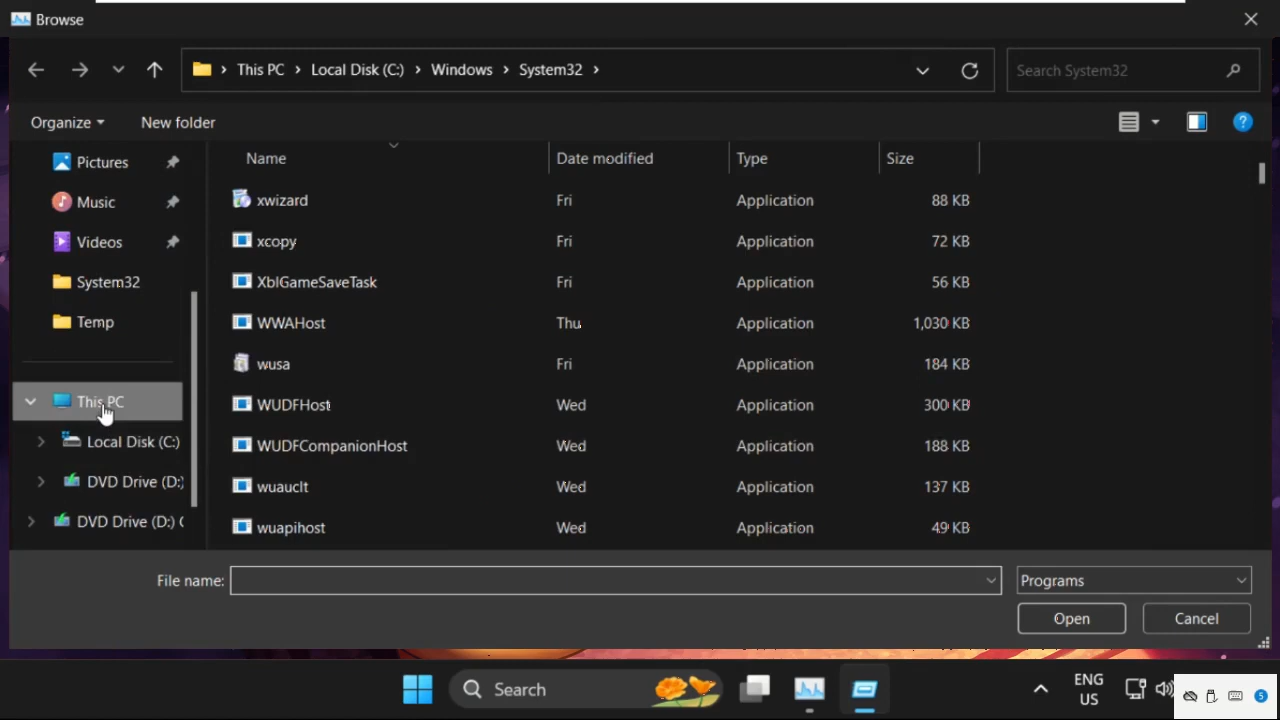 Browse
This PC > Local Disk (C:) > Windows > System32 >
Search System32
Organize
New folder
Name
Date modified
Type
Size
Pictures
Music
Videos
System32
Temp
This PC
Local Disk (C:)
DVD Drive (D:)
DVD Drive (D:)
xwizard Fri Application 88 KB
xcopy Fri Application 72 KB
XblGameSaveTask Fri Application 56 KB
WWAHost Thu Application 1,030 KB
wusa Fri Application 184 KB
WUDFHost Wed Application 300 KB
WUDFCompanionHost Wed Application 188 KB
wuauclt Wed Application 137 KB
wuapihost Wed Application 49 KB
File name:
Programs
Open
Cancel
Search
ENG
US
5